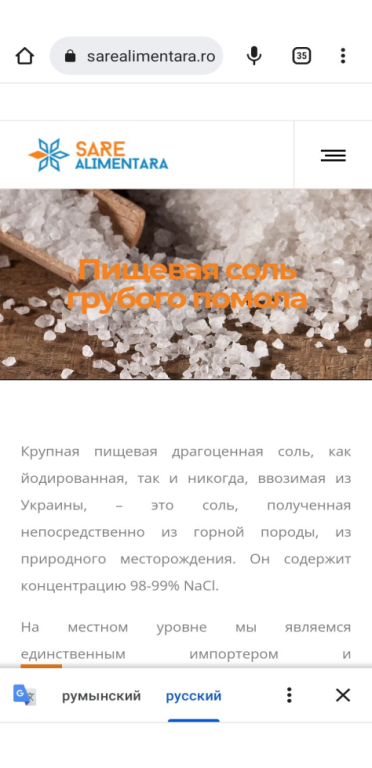 sarealimentara.ro
35
SARE
ALIMENTARA
Пищевая соль
грубого помола
Крупная пищевая драгоценная соль, как
йодированная, так и никогда, ввозимая из
Украины, – это соль, полученная
непосредственно из горной породы, из
природного месторождения. Он содержит
концентрацию 98-99% NaCl.
На местном уровне мы являемся
единственным импортером и
румынский русский